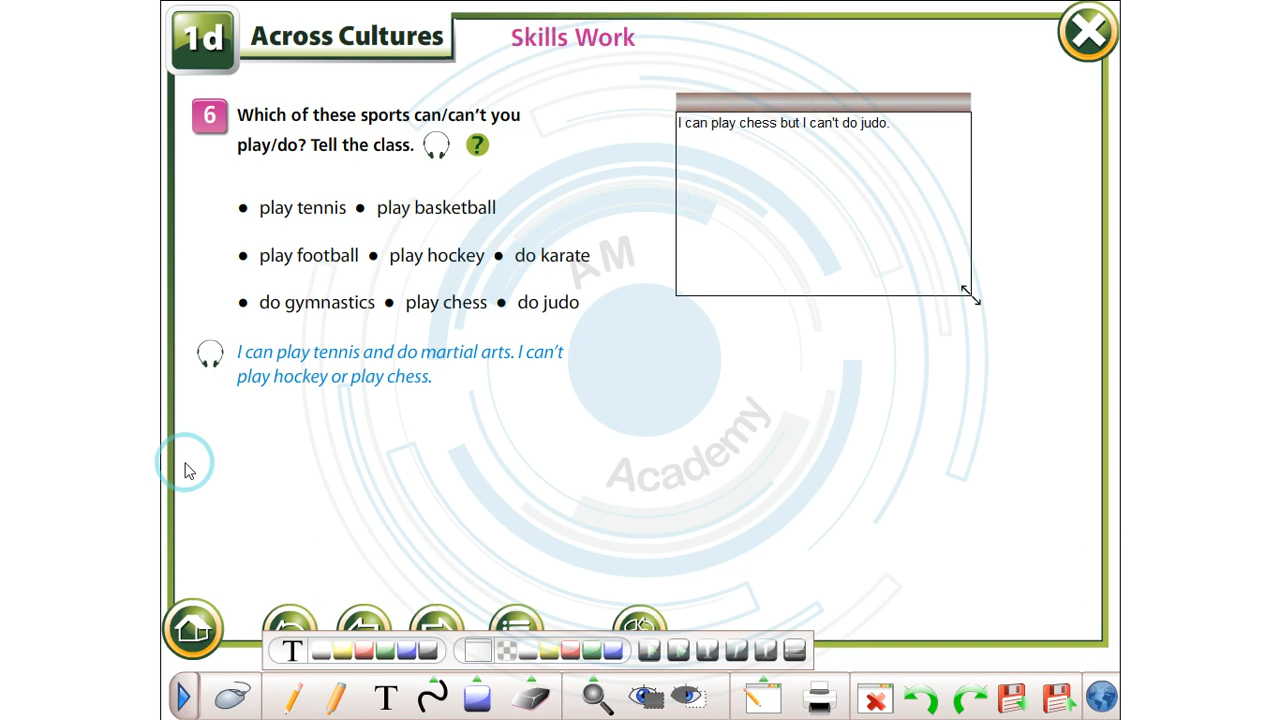 1d Across Cultures Skills Work
6 Which of these sports can/can't you
play/do? Tell the class. ?
● play tennis ● play basketball
● play football ● play hockey ● do karate
● do gymnastics ● play chess ● do judo
I can play tennis and do martial arts. I can't
play hockey or play chess.
I can play chess but I can't do judo.
AM
Academy
T
T